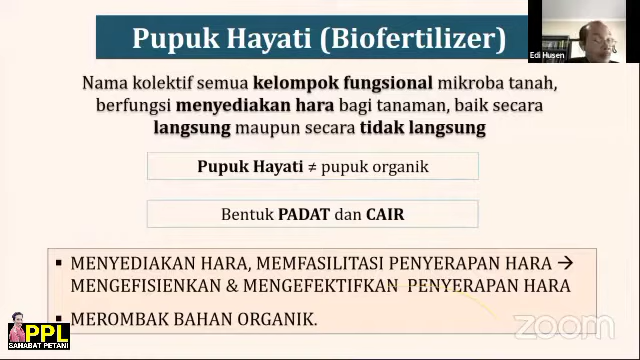 Pupuk Hayati (Biofertilizer)
Edi Husen
Nama kolektif semua kelompok fungsional mikroba tanah,
berfungsi menyediakan hara bagi tanaman, baik secara
langsung maupun secara tidak langsung
Pupuk Hayati ≠ pupuk organik
Bentuk PADAT dan CAIR
▪ MENYEDIAKAN HARA, MEMFASILITASI PENYERAPAN HARA →
MENGEFISIENKAN & MENGEFEKTIFKAN PENYERAPAN HARA
▪ MEROMBAK BAHAN ORGANIK.
PPL
SAHABAT PETANI
zoom